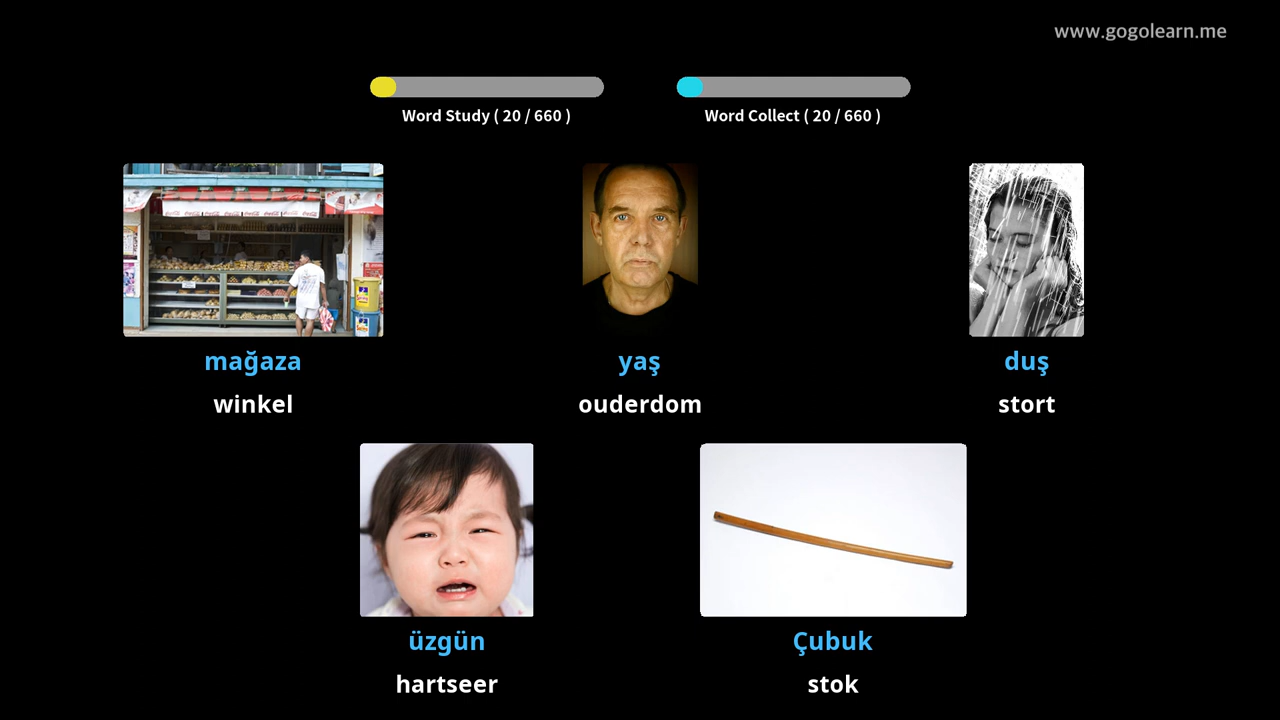 www.gogolearn.me
Word Study ( 20 / 660 )
Word Collect ( 20 / 660 )
mağaza
winkel
yaş
ouderdom
duş
stort
üzgün
hartseer
Çubuk
stok